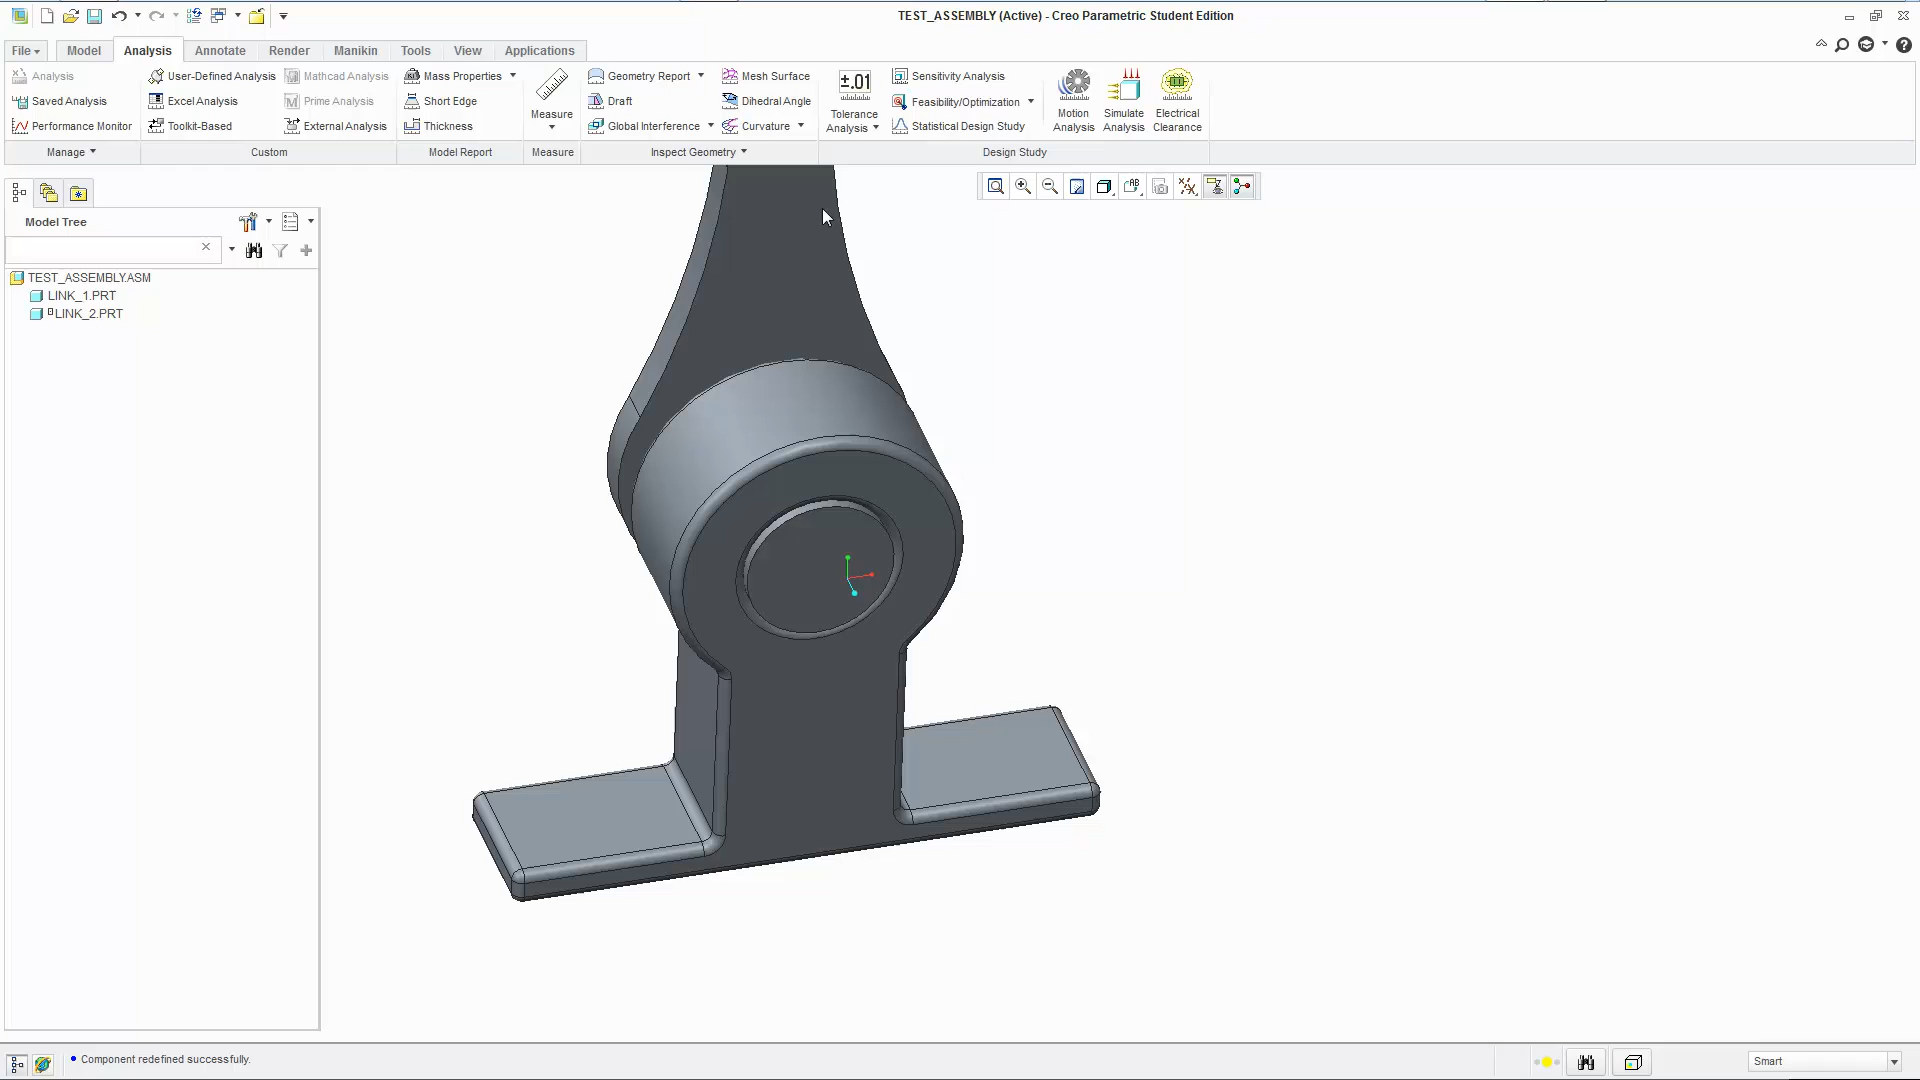 TEST_ASSEMBLY (Active) - Creo Parametric Student Edition
File Model Analysis Annotate Render Manikin Tools View Applications
Analysis
Saved Analysis
Performance Monitor
Manage
User-Defined Analysis
Excel Analysis
Toolkit-Based
Mathcad Analysis
Prime Analysis
External Analysis
Custom
Mass Properties
Short Edge
Thickness
Model Report
Measure
Measure
Geometry Report
Draft
Global Interference
Mesh Surface
Dihedral Angle
Curvature
Inspect Geometry
±.01
Tolerance
Analysis
Sensitivity Analysis
Feasibility/Optimization
Statistical Design Study
Design Study
Motion
Analysis
Simulate
Analysis
Electrical
Clearance
Model Tree
TEST_ASSEMBLY.ASM
LINK_1.PRT
LINK_2.PRT
Component redefined successfully.
Smart